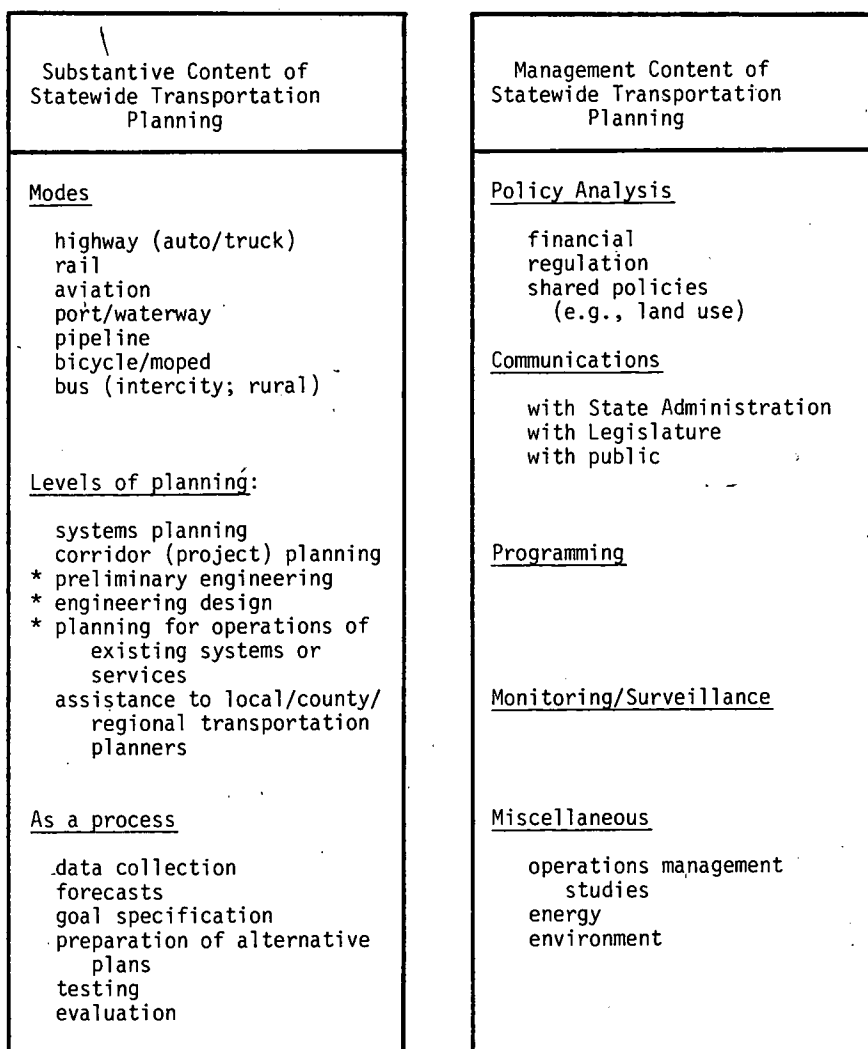 Substantive Content of
Statewide Transportation
Planning
Modes
highway (auto/truck)
rail
aviation
port/waterway
pipeline
bicycle/moped
bus (intercity; rural)
Levels of planning:
systems planning
corridor (project) planning
* preliminary engineering
* engineering design
* planning for operations of
existing systems or
services
assistance to local/county/
regional transportation
planners
As a process
data collection
forecasts
goal specification
preparation of alternative
plans
testing
evaluation
Management Content of
Statewide Transportation
Planning
Policy Analysis
financial
regulation
shared policies
(e.g., land use)
Communications
with State Administration
with Legislature
with public
Programming
Monitoring/Surveillance
Miscellaneous
operations management
studies
energy
environment